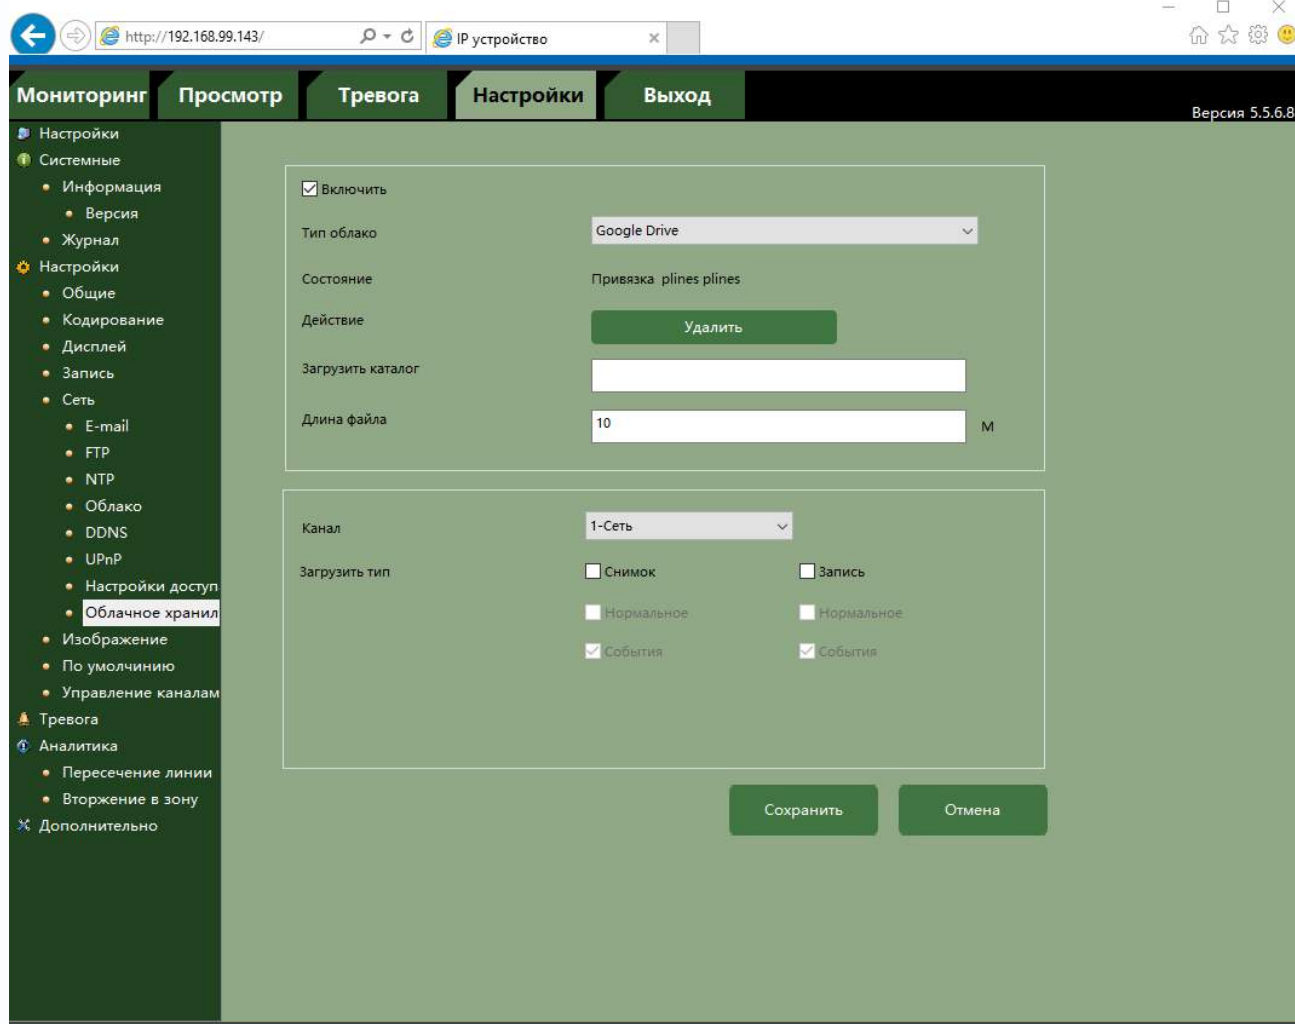 http://192.168.99.143/
IP устройство
Мониторинг Просмотр Тревога Настройки Выход
Версия 5.5.6.8
Настройки
Системные
Информация
Версия
Журнал
Настройки
Общие
Кодирование
Дисплей
Запись
Сеть
E-mail
FTP
NTP
Облако
DDNS
UPnP
Настройки доступ
Облачное хранил
Изображение
По умолчинию
Управление каналам
Тревога
Аналитика
Пересечение линии
Вторжение в зону
Дополнительно
Включить
Тип облако Google Drive
Состояние Привязка plines plines
Действие Удалить
Загрузить каталог
Длина файла 10 М
Канал 1-Сеть
Загрузить тип Снимок Запись
Нормальное Нормальное
События События
Сохранить Отмена